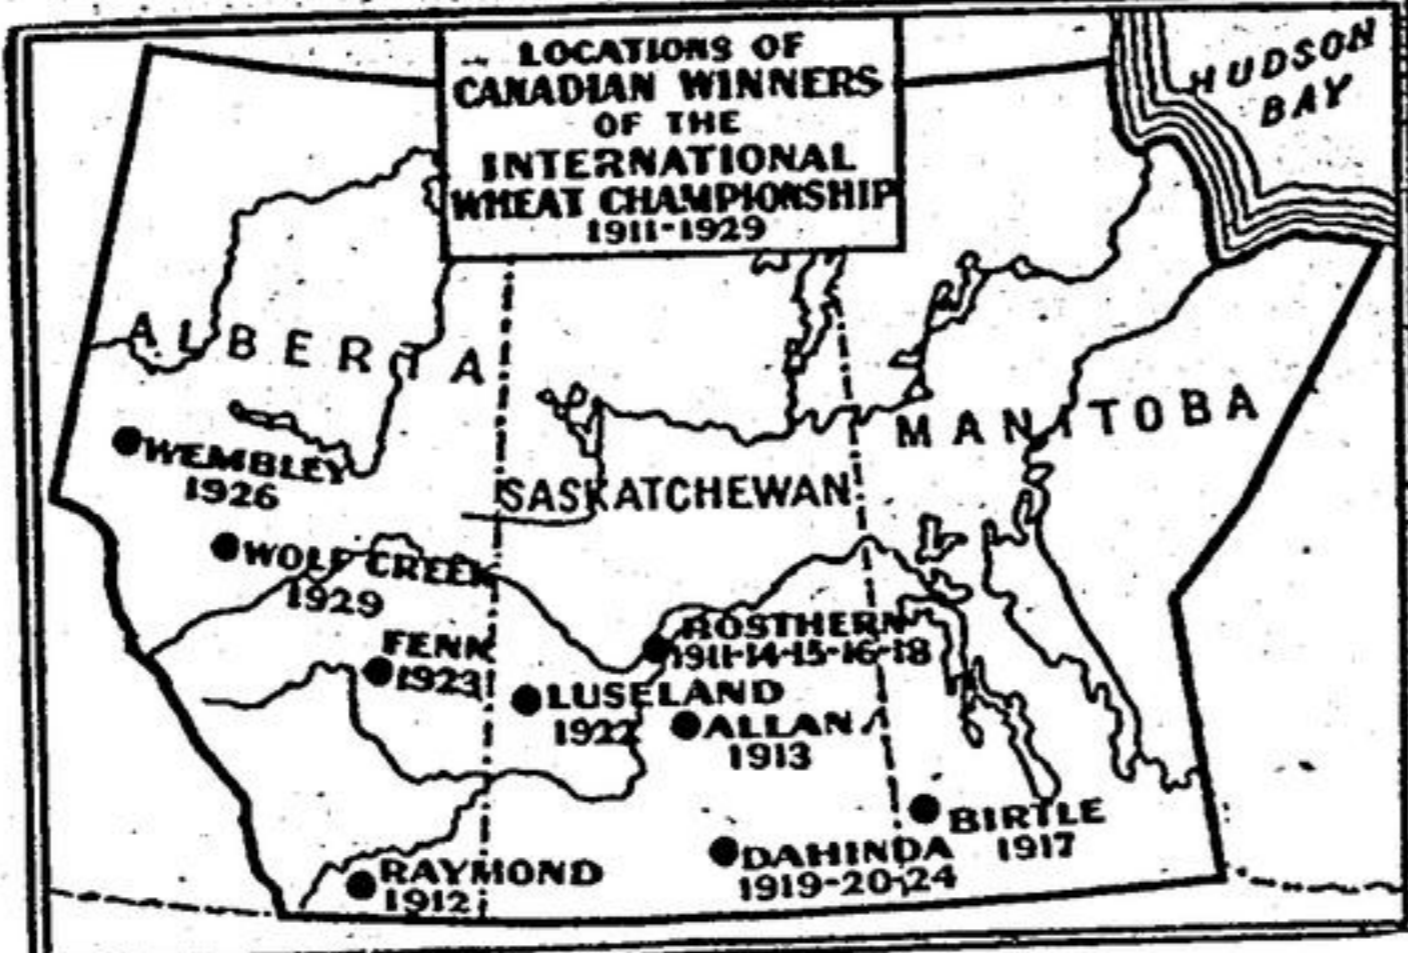 LOCATIONS OF
CANADIAN WINNERS
OF THE
INTERNATIONAL
WHEAT CHAMPIONSHIP
1911-1929
HUDSON
BAY
ALBERTA
MANITOBA
SASKATCHEWAN
WEMBLEY
1926
WOLF CREEK
1929
FENN
1923
ROSTHERN
1911-14-15-16-18
LUSELAND
1922
ALLAN
1913
BIRTLE
1917
DAHINDA
1919-20-24
RAYMOND
1912